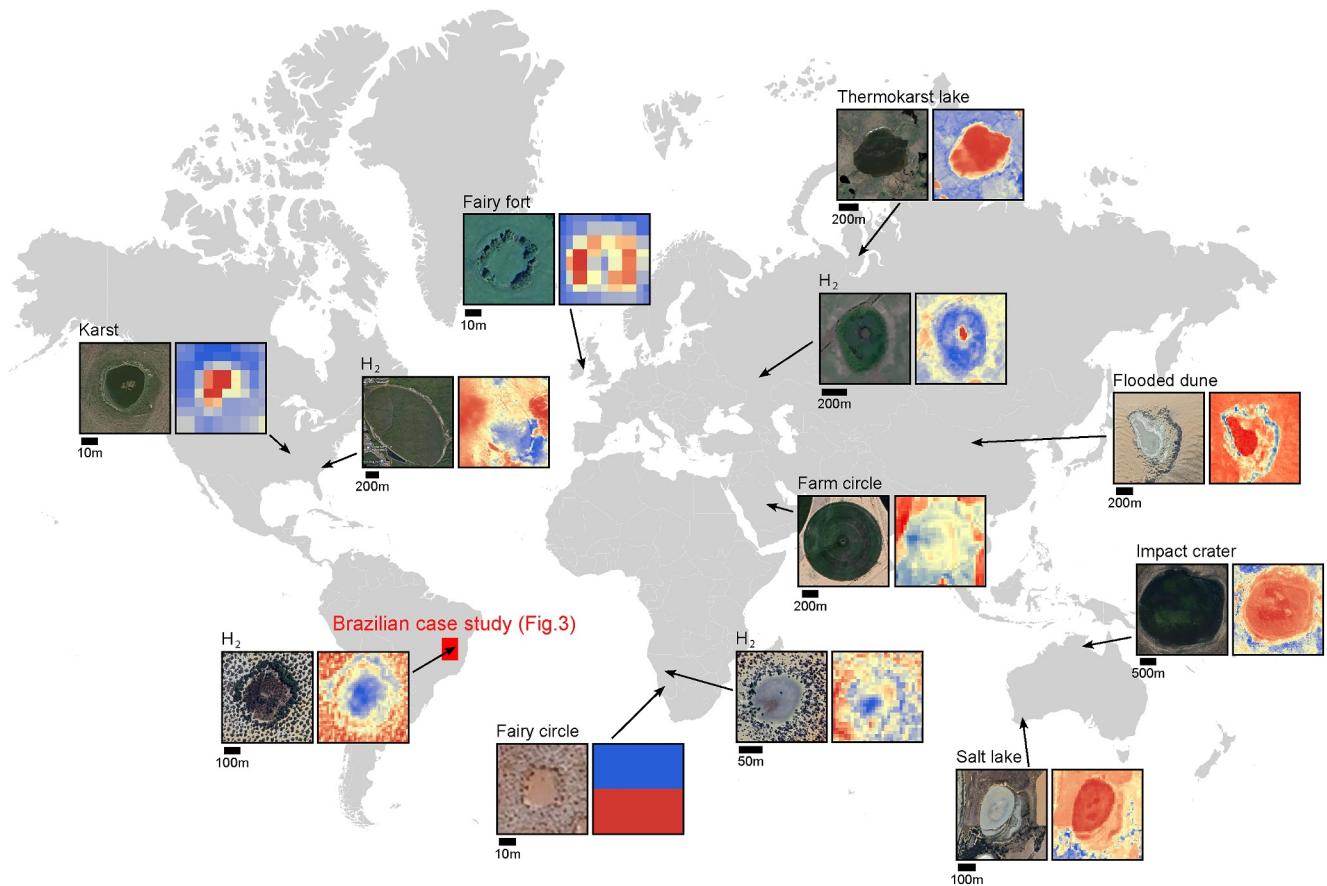 Thermokarst lake
200m
Fairy fort
10m
H2
200m
Karst
10m
H2
200m
Flooded dune
200m
Farm circle
200m
Impact crater
500m
Brazilian case study (Fig.3)
H2
100m
H2
50m
Fairy circle
10m
Salt lake
100m